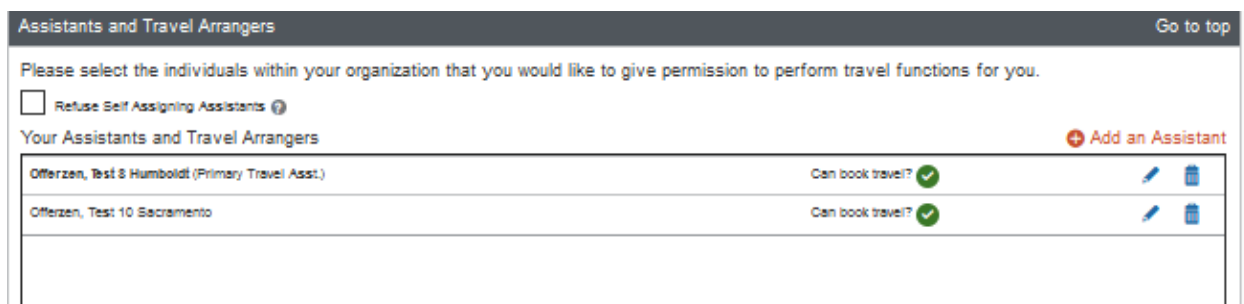 Assistants and Travel Arrangers Go to top
Please select the individuals within your organization that you would like to give permission to perform travel functions for you.
Refuse Self Assigning Assistants ?
Your Assistants and Travel Arrangers Add an Assistant
Offerzen, Test 8 Humboldt (Primary Travel Asst.) Can book travel?
Offerzen, Test 10 Sacramento Can book travel?